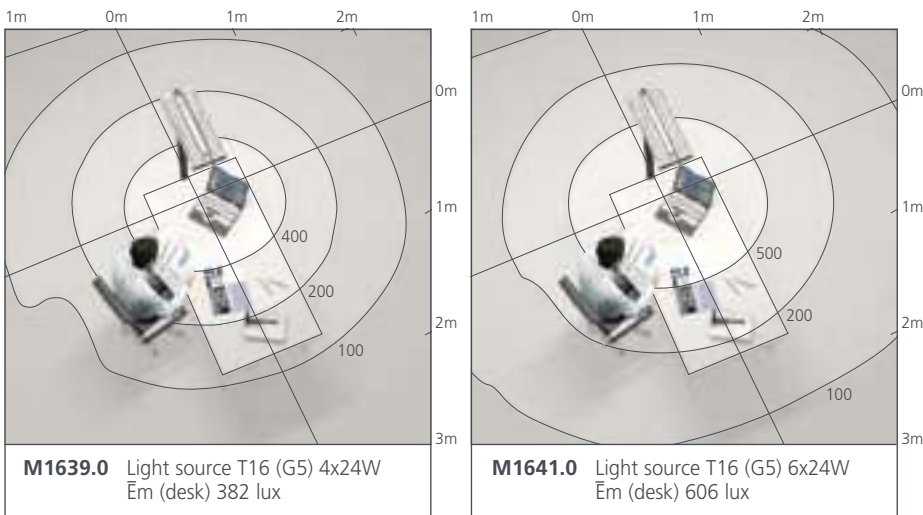 1m 0m 1m 2m
0m
1m
2m
3m
400
200
100
M1639.0 Light source T16 (G5) 4x24W
Ēm (desk) 382 lux
1m 0m 1m 2m
0m
1m
2m
3m
500
200
100
M1641.0 Light source T16 (G5) 6x24W
Ēm (desk) 606 lux